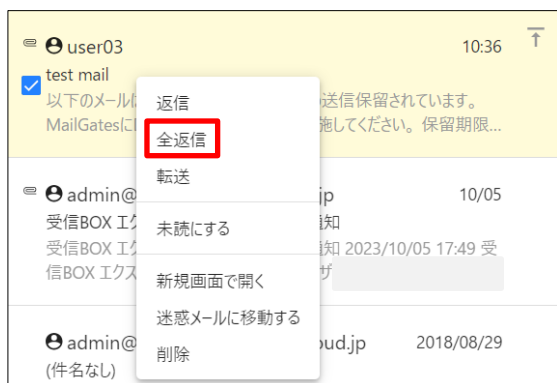 user03 10:36
test mail
以下のメールは 送信保留されています。
MailGatesに 施してください。保留期限...
返信
全返信
転送
admin@ jp 10/05
受信BOX エク 知
受信BOX エク 知 2023/10/05 17:49 受
信BOX エクス ザ
未読にする
新規画面で開く
迷惑メールに移動する
削除
admin@ oud.jp 2018/08/29
(件名なし)